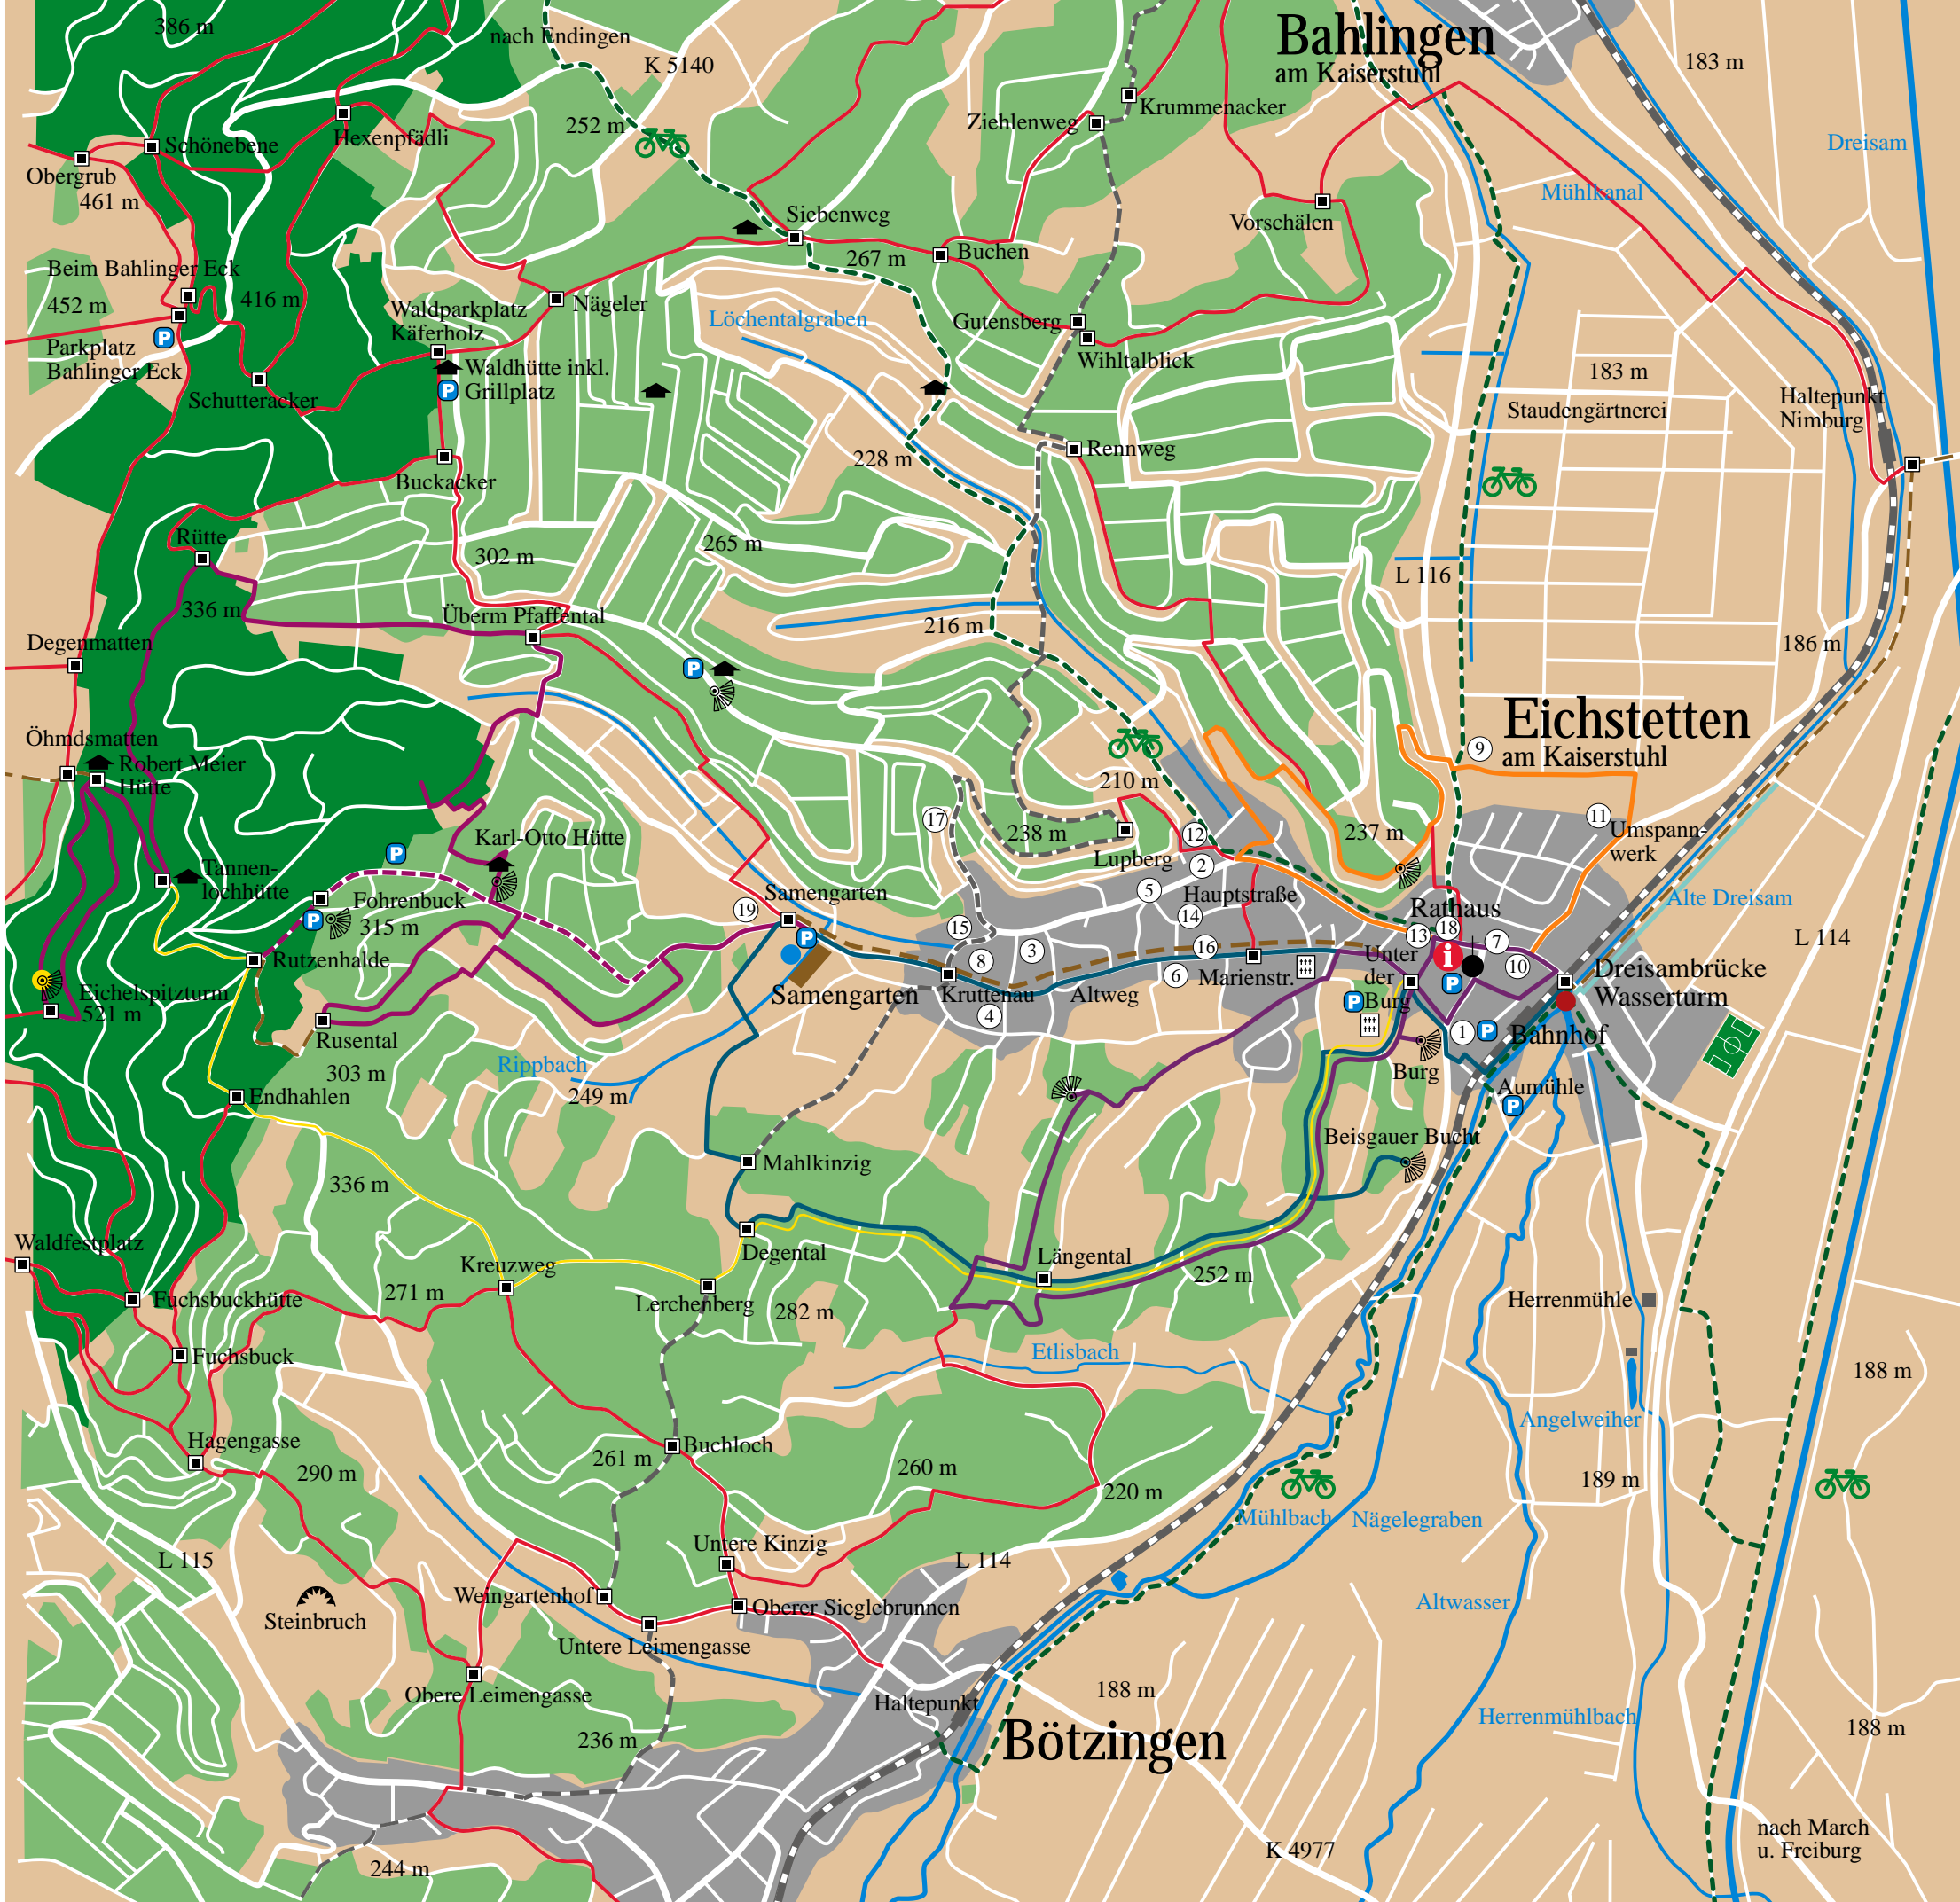 386 m
nach Endingen
K 5140
Bahlingen
am Kaiserstuhl
183 m
252 m
Krummenacker
Ziehlenweg
Hexenpfädli
Schönebene
Dreisam
Obergrub
461 m
Mühlkanal
Siebenweg
Vorschälen
267 m
Buchen
Beim Bahlinger Eck
452 m
416 m
Waldparkplatz
Käferholz
Nägeler
Löchentalgraben
Gutensberg
Wihltalblick
P
Parkplatz
Bahlinger Eck
Waldhütte inkl.
P
Grillplatz
183 m
Schutteräcker
Staudengärtnerei
Haltepunkt
Nimburg
Rennweg
228 m
Buckacker
Rütte
302 m
265 m
L 116
336 m
Überm Pfaffental
216 m
Degenmatten
186 m
P
Eichstetten
am Kaiserstuhl
9
Öhmdsmatten
Robert Meier
Hütte
210 m
17
238 m
12
237 m
11
Umspann-
werk
Karl-Otto Hütte
P
Lupberg
2
Tannen-
lochhütte
5
Hauptstraße
Samengarten
19
Fohrenbuck
315 m
P
14
Rathaus
Alte Dreisam
L 114
15
3
8
16
13
18
7
10
P
Unter
der
Burg
i
P
P
Rutzenhalde
6
Marienstr.
Dreisambrücke
Wasserturm
Samengarten
Kruttenau
Altweg
Eichelspitzturm
521 m
4
1
P
Bahnhof
Rusental
303 m
Rippbach
249 m
Burg
Aumühle
P
Endhahlen
Beisgauer Bucht
Mahlkinzig
336 m
Waldfestplatz
Degental
Längental
Kreuzweg
252 m
271 m
Lerchenberg
282 m
Fuchsbuckhütte
Herrenmühle
Fuchsbuck
Etlisbach
188 m
Angelweiher
Hagengasse
290 m
261 m
Buchloch
260 m
220 m
189 m
Mühlbach
Nägelegraben
Untere Kinzig
L 115
L 114
Steinbruch
Weingartenhof
Oberer Sieglebrunnen
Altwasser
Untere Leimengasse
Obere Leimengasse
Haltepunkt
188 m
Herrenmühlbach
236 m
Bötzingen
188 m
K 4977
nach March
u. Freiburg
244 m